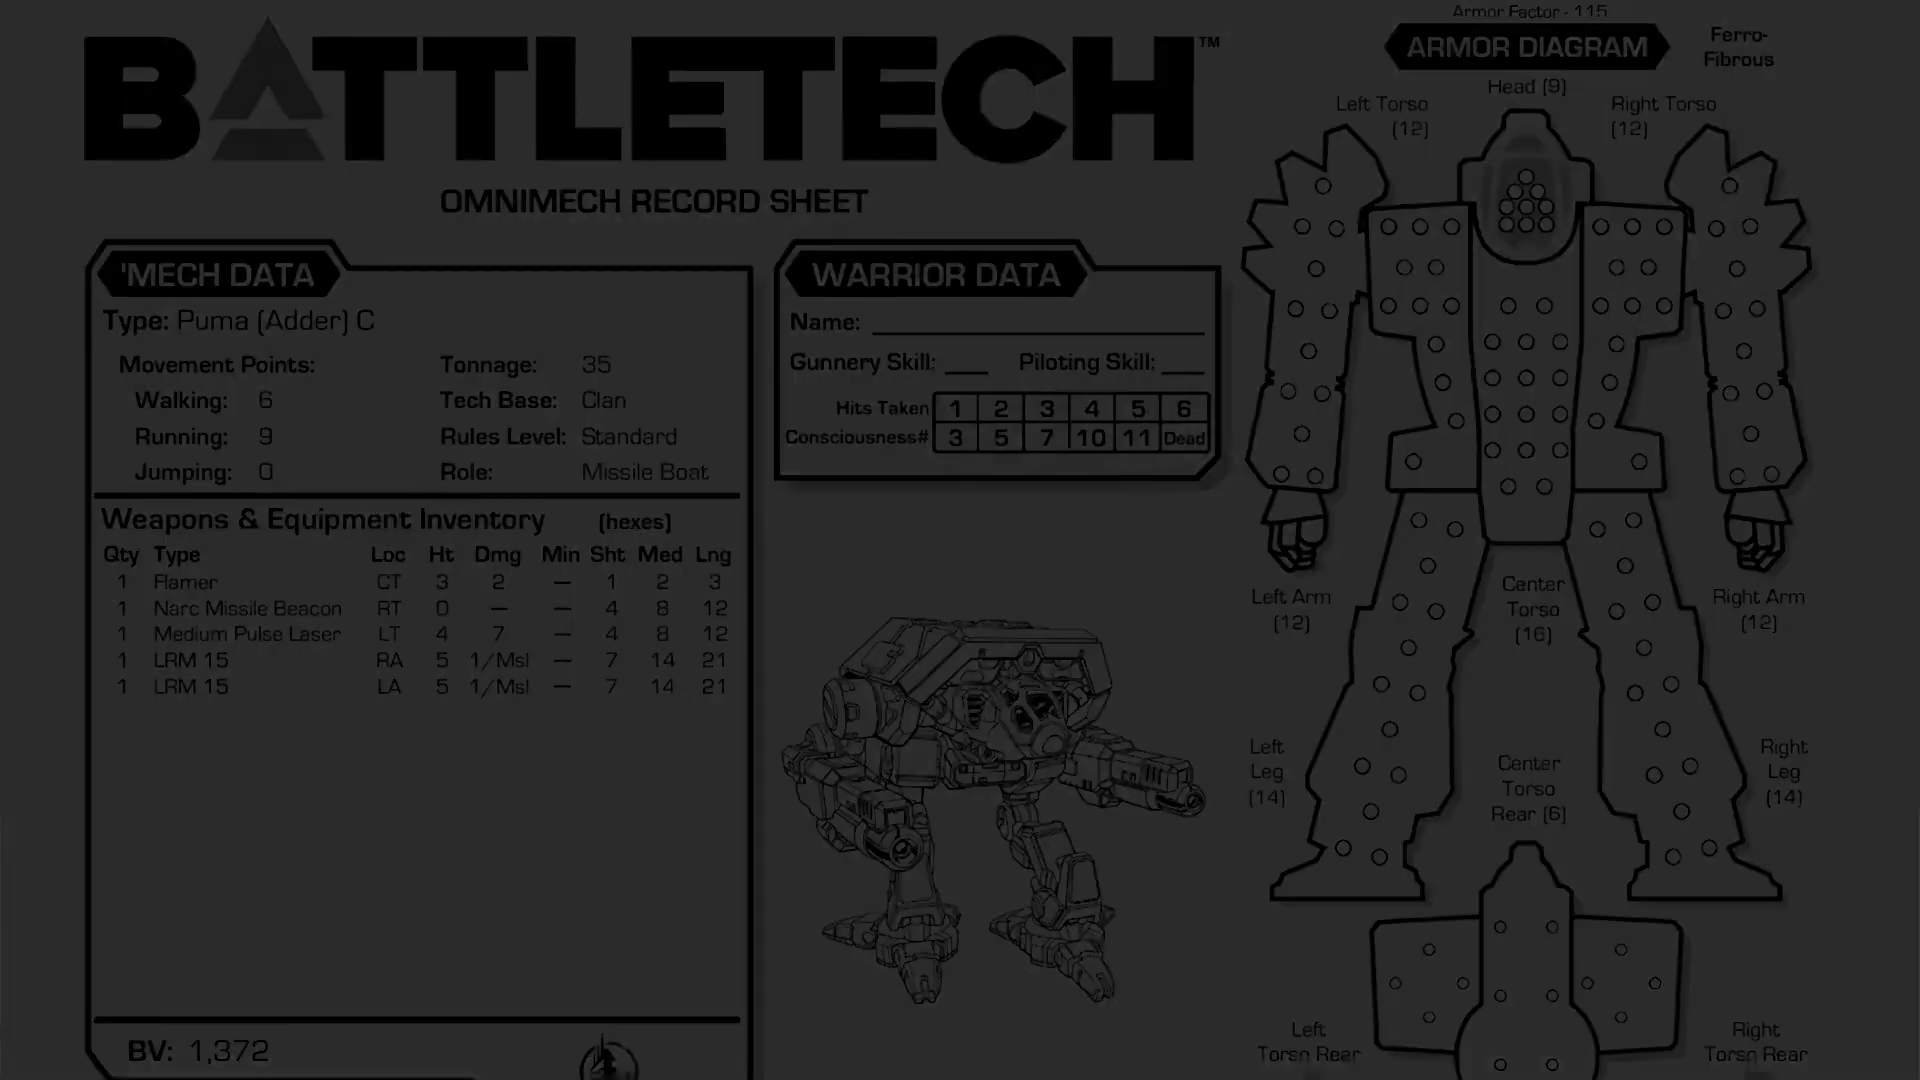 BATTLETECH™
OMNIMECH RECORD SHEET
'MECH DATA
Type: Puma (Adder) C
Movement Points:
Walking: 6
Running: 9
Jumping: 0
Tonnage: 35
Tech Base: Clan
Rules Level: Standard
Role: Missile Boat
Weapons & Equipment Inventory (hexes)
Qty Type Loc Ht Dmg Min Sht Med Lng
1 Flamer CT 3 2 — 1 2 3
1 Narc Missile Beacon RT 0 — — 4 8 12
1 Medium Pulse Laser LT 4 7 — 4 8 12
1 LRM 15 RA 5 1/Msl — 7 14 21
1 LRM 15 LA 5 1/Msl — 7 14 21
BV: 1,372
WARRIOR DATA
Name:
Gunnery Skill: Piloting Skill:
Hits Taken 1 2 3 4 5 6
Consciousness# 3 5 7 10 11 Dead
Armor Factor - 115
ARMOR DIAGRAM
Ferro-
Fibrous
Head (9)
Left Torso
(12)
Right Torso
(12)
Left Arm
(12)
Center
Torso
(16)
Right Arm
(12)
Left
Leg
(14)
Center
Torso
Rear (6)
Right
Leg
(14)
Left
Torso Rear
Right
Torso Rear